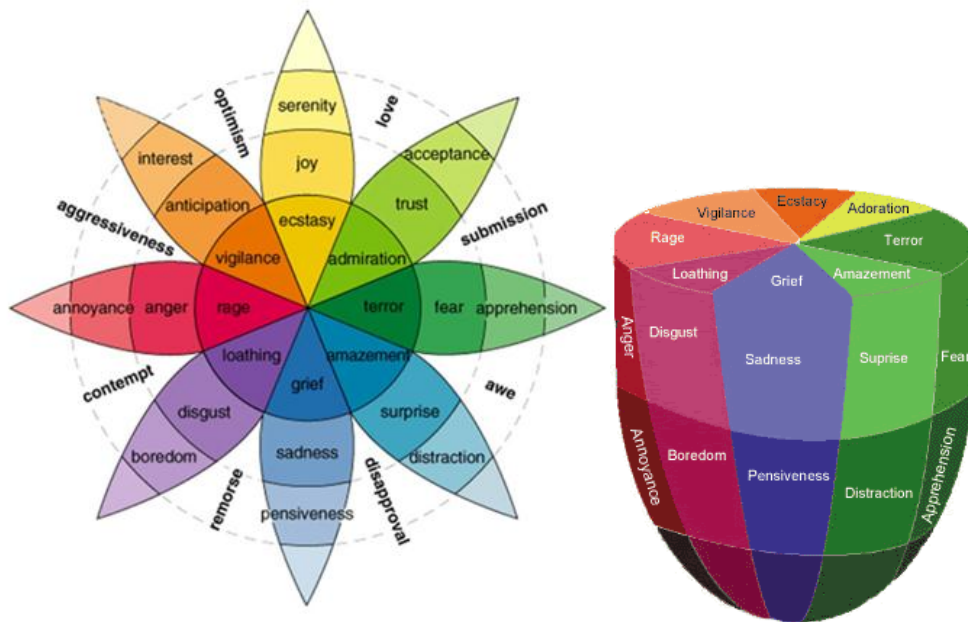 optimism
serenity
love
interest
joy
acceptance
anticipation
trust
aggressiveness
ecstasy
submission
vigilance
admiration
annoyance
anger
rage
terror
fear
apprehension
loathing
amazement
contempt
grief
awe
disgust
surprise
boredom
sadness
distraction
remorse
pensiveness
disapproval
Ecstacy
Vigilance
Adoration
Rage
Terror
Loathing
Grief
Amazement
Anger
Disgust
Sadness
Suprise
Fear
Annoyance
Boredom
Pensiveness
Distraction
Apprehension